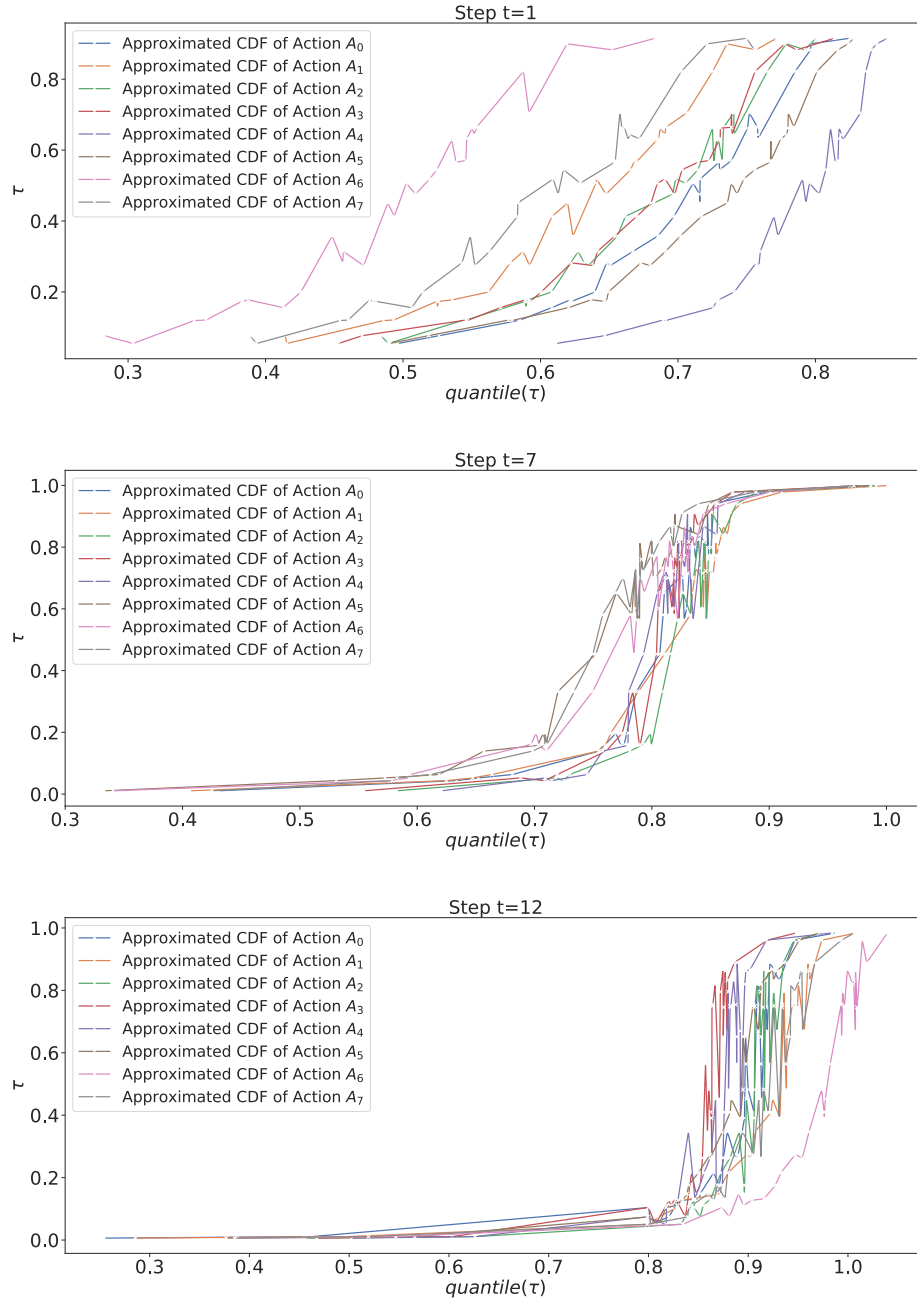 Step t=1
Approximated CDF of Action A0
Approximated CDF of Action A1
Approximated CDF of Action A2
Approximated CDF of Action A3
Approximated CDF of Action A4
Approximated CDF of Action A5
Approximated CDF of Action A6
Approximated CDF of Action A7
τ
0.8
0.6
0.4
0.2
0.3 0.4 0.5 0.6 0.7 0.8
quantile(τ)
Step t=7
Approximated CDF of Action A0
Approximated CDF of Action A1
Approximated CDF of Action A2
Approximated CDF of Action A3
Approximated CDF of Action A4
Approximated CDF of Action A5
Approximated CDF of Action A6
Approximated CDF of Action A7
τ
1.0
0.8
0.6
0.4
0.2
0.0
0.3 0.4 0.5 0.6 0.7 0.8 0.9 1.0
quantile(τ)
Step t=12
Approximated CDF of Action A0
Approximated CDF of Action A1
Approximated CDF of Action A2
Approximated CDF of Action A3
Approximated CDF of Action A4
Approximated CDF of Action A5
Approximated CDF of Action A6
Approximated CDF of Action A7
τ
1.0
0.8
0.6
0.4
0.2
0.0
0.3 0.4 0.5 0.6 0.7 0.8 0.9 1.0
quantile(τ)